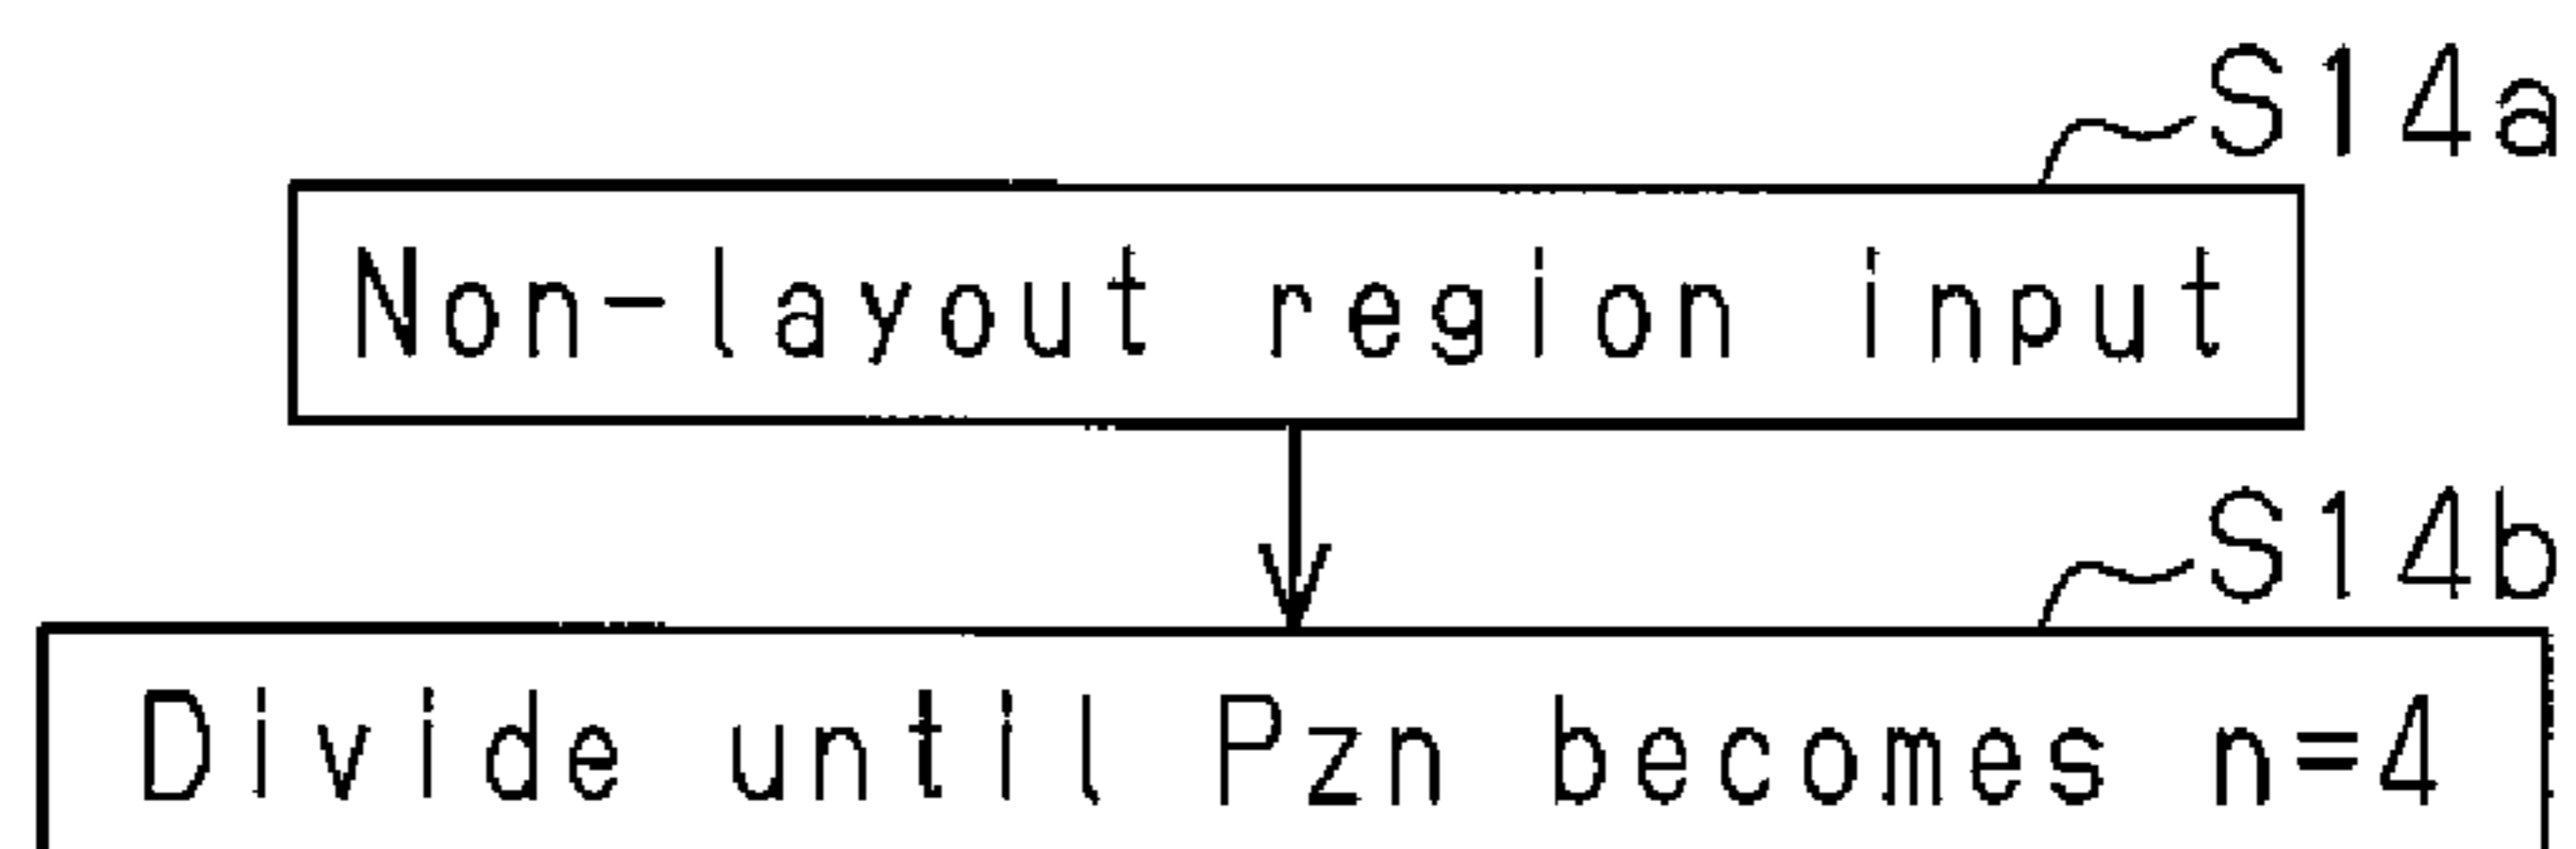 S14a
Non-layout region input
S14b
Divide until Pzn becomes n=4